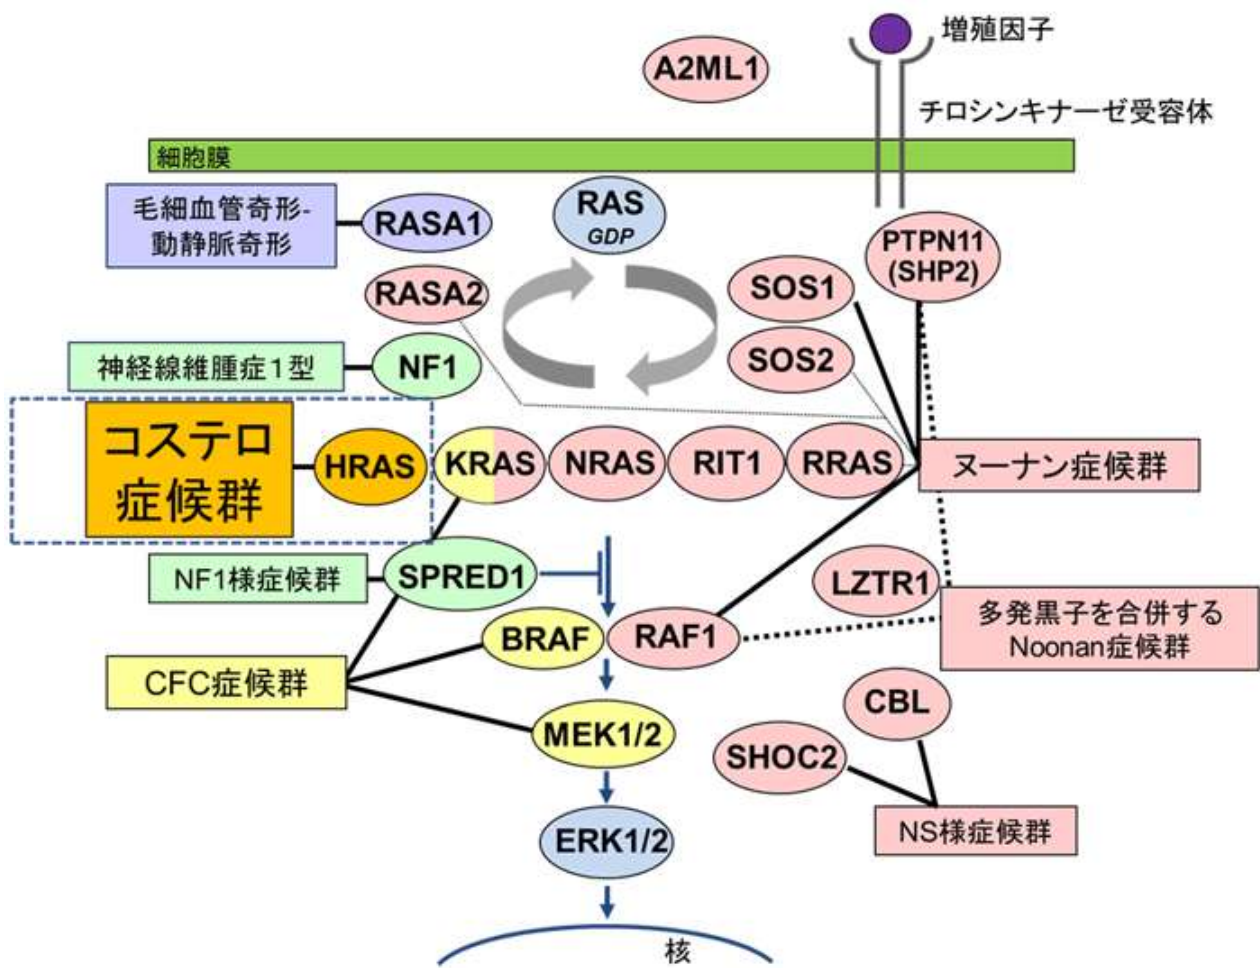 増殖因子
A2ML1
チロシンキナーゼ受容体
細胞膜
毛細血管奇形-
動静脈奇形
RASA1
RAS
GDP
PTPN11
(SHP2)
RASA2
SOS1
SOS2
神経線維腫症1型
NF1
コステロ
症候群
HRAS
KRAS
NRAS
RIT1
RRAS
ヌーナン症候群
NF1様症候群
SPRED1
LZTR1
多発黒子を合併する
Noonan症候群
BRAF
RAF1
CFC症候群
MEK1/2
CBL
SHOC2
NS様症候群
ERK1/2
核